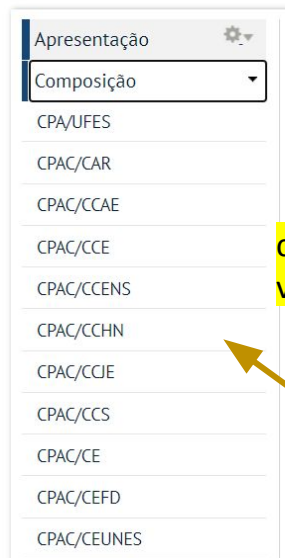 Apresentação
Composição
CPA/UFES
CPAC/CAR
CPAC/CCAE
CPAC/CCE
CPAC/CCENS
CPAC/CCHN
CPAC/CCJE
CPAC/CCS
CPAC/CE
CPAC/CEFD
CPAC/CEUNES